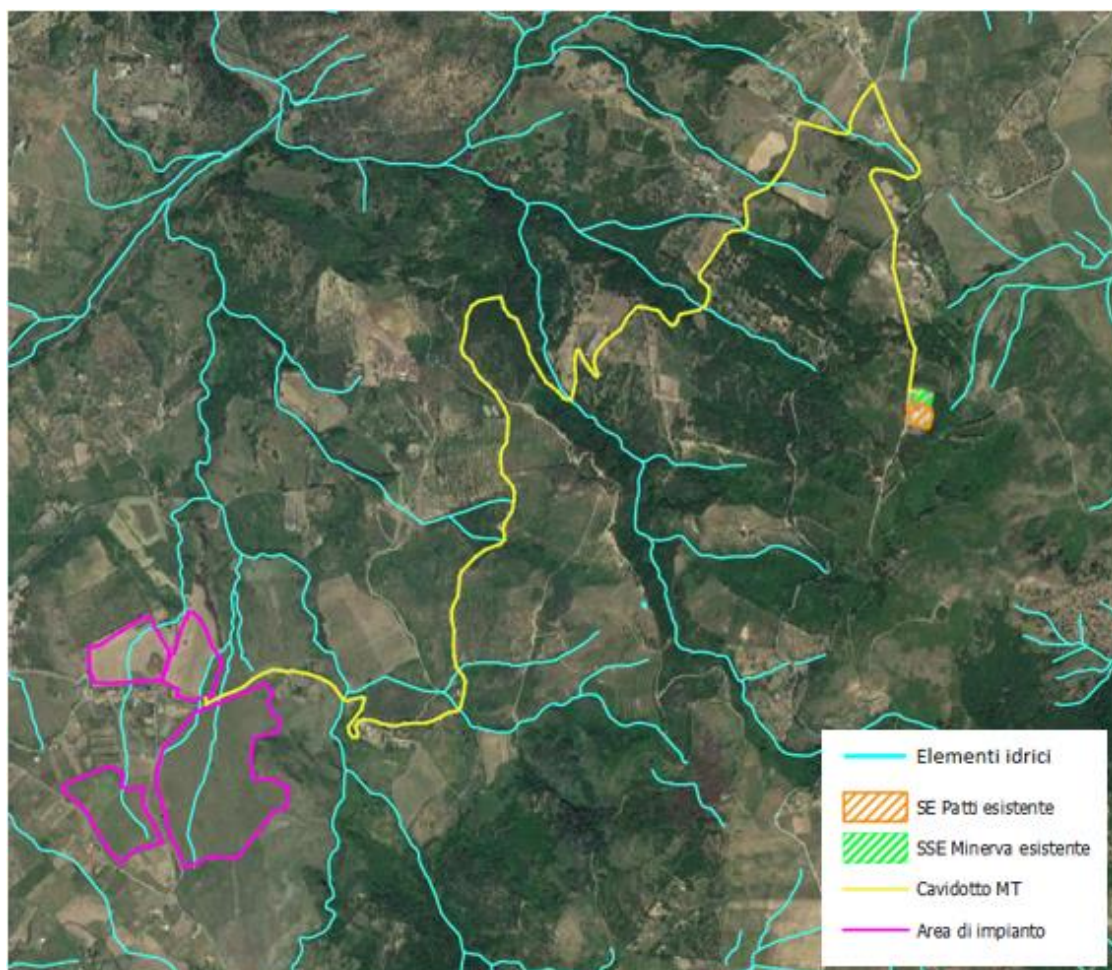 Elementi idrici
SE Patti esistente
SSE Minerva esistente
Cavidotto MT
Area di impianto